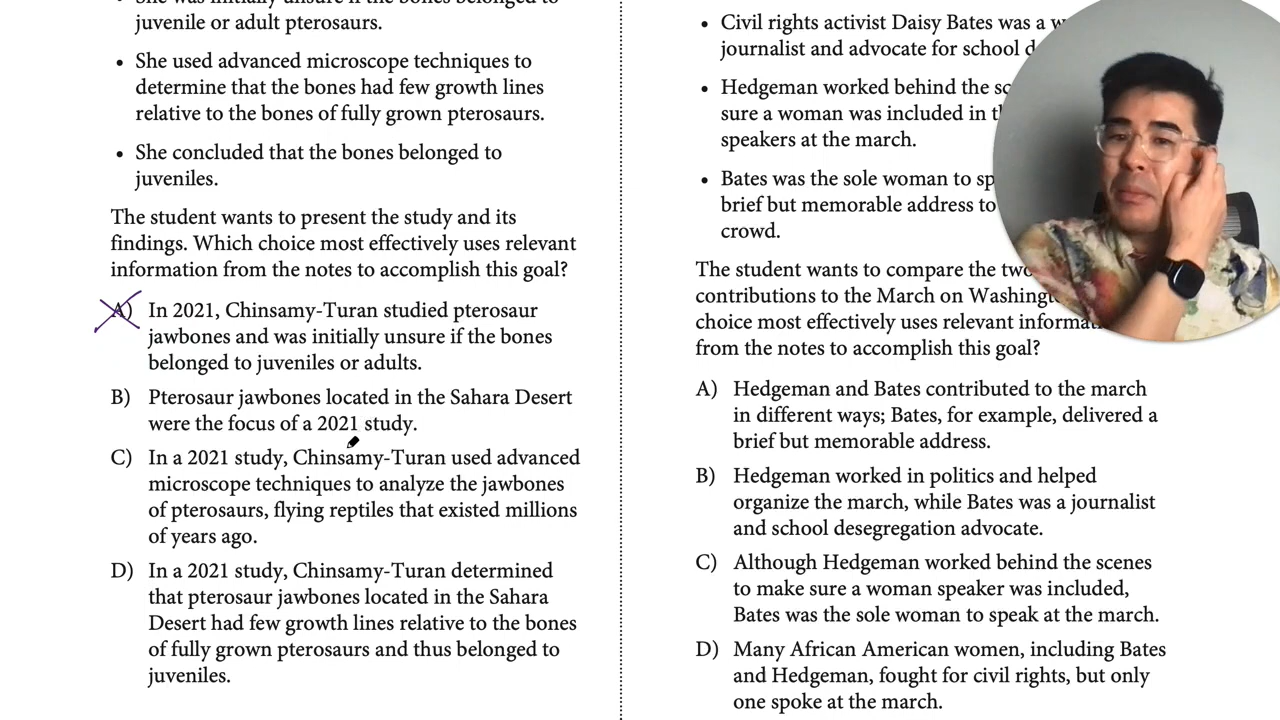 She was initially unsure if the bones belonged to
juvenile or adult pterosaurs.
• She used advanced microscope techniques to
determine that the bones had few growth lines
relative to the bones of fully grown pterosaurs.
• She concluded that the bones belonged to
juveniles.
The student wants to present the study and its
findings. Which choice most effectively uses relevant
information from the notes to accomplish this goal?
A) In 2021, Chinsamy-Turan studied pterosaur
jawbones and was initially unsure if the bones
belonged to juveniles or adults.
B) Pterosaur jawbones located in the Sahara Desert
were the focus of a 2021 study.
C) In a 2021 study, Chinsamy-Turan used advanced
microscope techniques to analyze the jawbones
of pterosaurs, flying reptiles that existed millions
of years ago.
D) In a 2021 study, Chinsamy-Turan determined
that pterosaur jawbones located in the Sahara
Desert had few growth lines relative to the bones
of fully grown pterosaurs and thus belonged to
juveniles.
• Civil rights activist Daisy Bates was a
journalist and advocate for school
• Hedgeman worked behind the
sure a woman was included in
speakers at the march.
• Bates was the sole woman to
brief but memorable address to
crowd.
The student wants to compare the two
contributions to the March on
choice most effectively uses relevant
from the notes to accomplish this goal?
A) Hedgeman and Bates contributed to the march
in different ways; Bates, for example, delivered a
brief but memorable address.
B) Hedgeman worked in politics and helped
organize the march, while Bates was a journalist
and school desegregation advocate.
C) Although Hedgeman worked behind the scenes
to make sure a woman speaker was included,
Bates was the sole woman to speak at the march.
D) Many African American women, including Bates
and Hedgeman, fought for civil rights, but only
one spoke at the march.